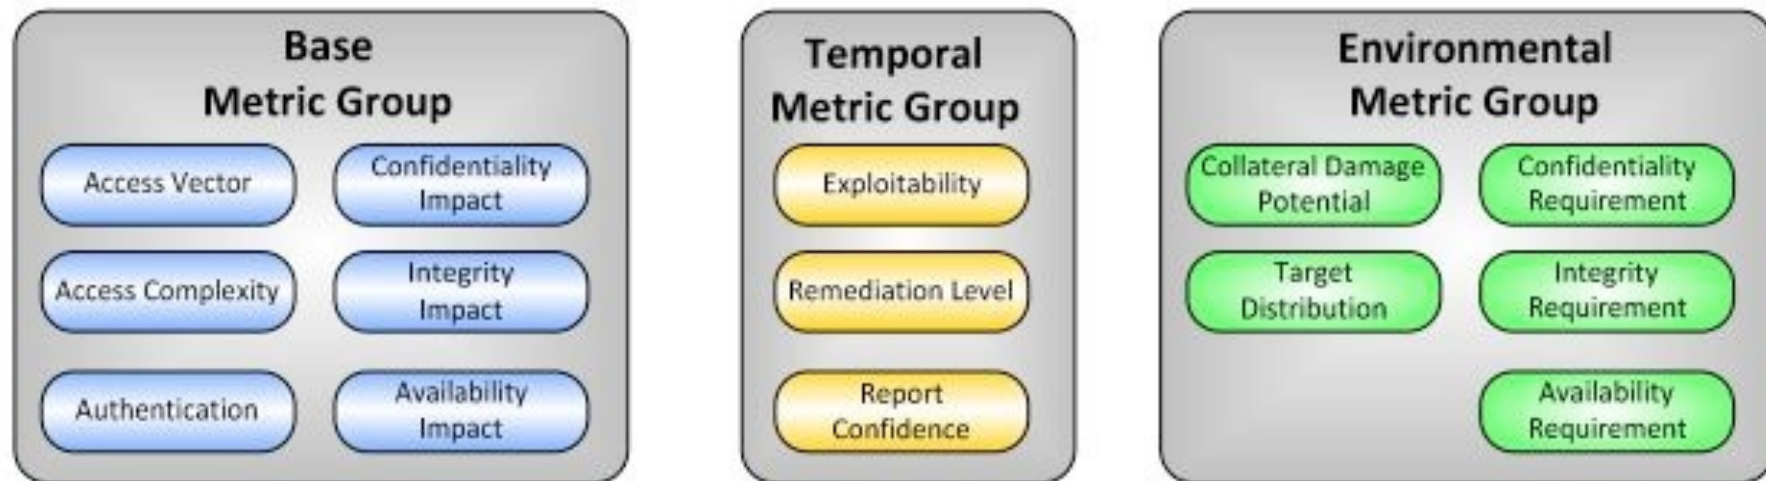 Base
Metric Group
Access Vector
Confidentiality
Impact
Access Complexity
Integrity
Impact
Authentication
Availability
Impact
Temporal
Metric Group
Exploitability
Remediation Level
Report
Confidence
Environmental
Metric Group
Collateral Damage
Potential
Confidentiality
Requirement
Target
Distribution
Integrity
Requirement
Availability
Requirement